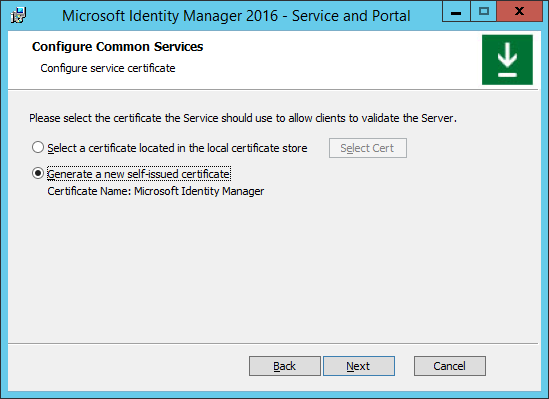 Microsoft Identity Manager 2016 - Service and Portal
Configure Common Services
Configure service certificate
Please select the certificate the Service should use to allow clients to validate the Server.
Select a certificate located in the local certificate store Select Cert
Generate a new self-issued certificate
Certificate Name: Microsoft Identity Manager
Back Next Cancel